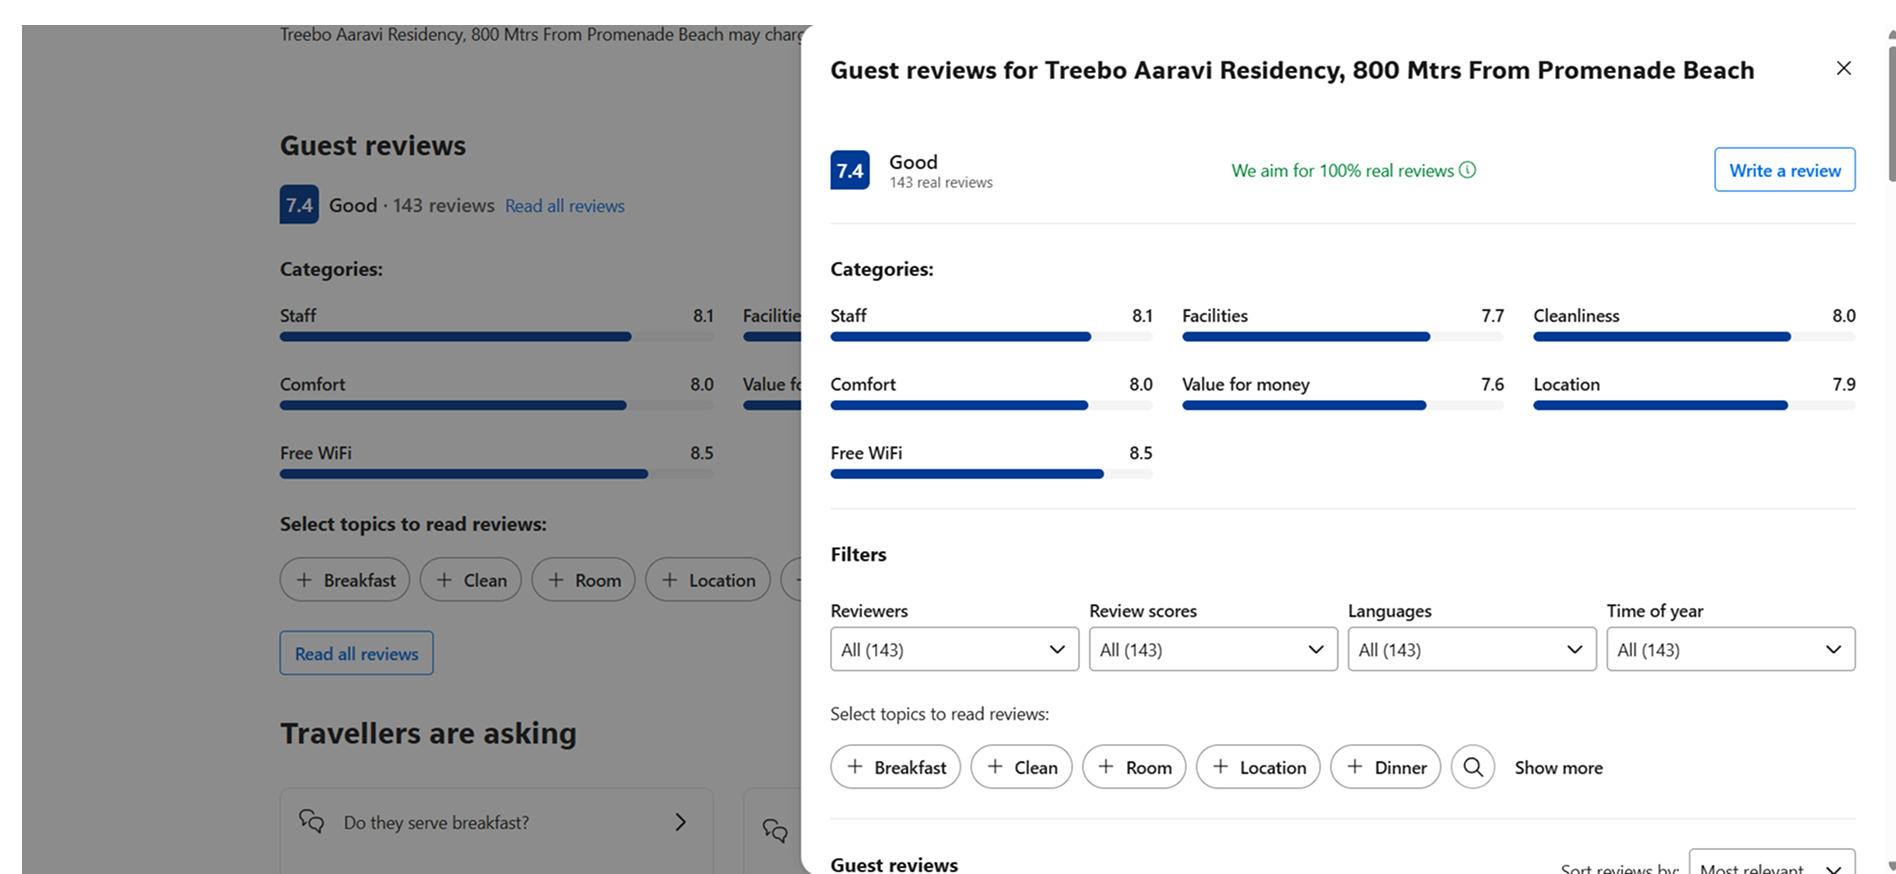 Treebo Aaravi Residency, 800 Mtrs From Promenade Beach may
Guest reviews
7.4 Good · 143 reviews Read all reviews
Categories:
Staff 8.1
Comfort 8.0 Value
Free WiFi 8.5
Select topics to read reviews:
Breakfast Clean Room Location
Read all reviews
Travellers are asking
Do they serve breakfast?
Guest reviews for Treebo Aaravi Residency, 800 Mtrs From Promenade Beach
7.4 Good
143 real reviews
We aim for 100% real reviews
Write a review
Categories:
Staff 8.1 Facilities 7.7 Cleanliness 8.0
Comfort 8.0 Value for money 7.6 Location 7.9
Free WiFi 8.5
Filters
Reviewers Review scores Languages Time of year
All (143) All (143) All (143) All (143)
Select topics to read reviews:
Breakfast Clean Room Location Dinner Show more
Guest reviews
Sort reviews by: Most relevant